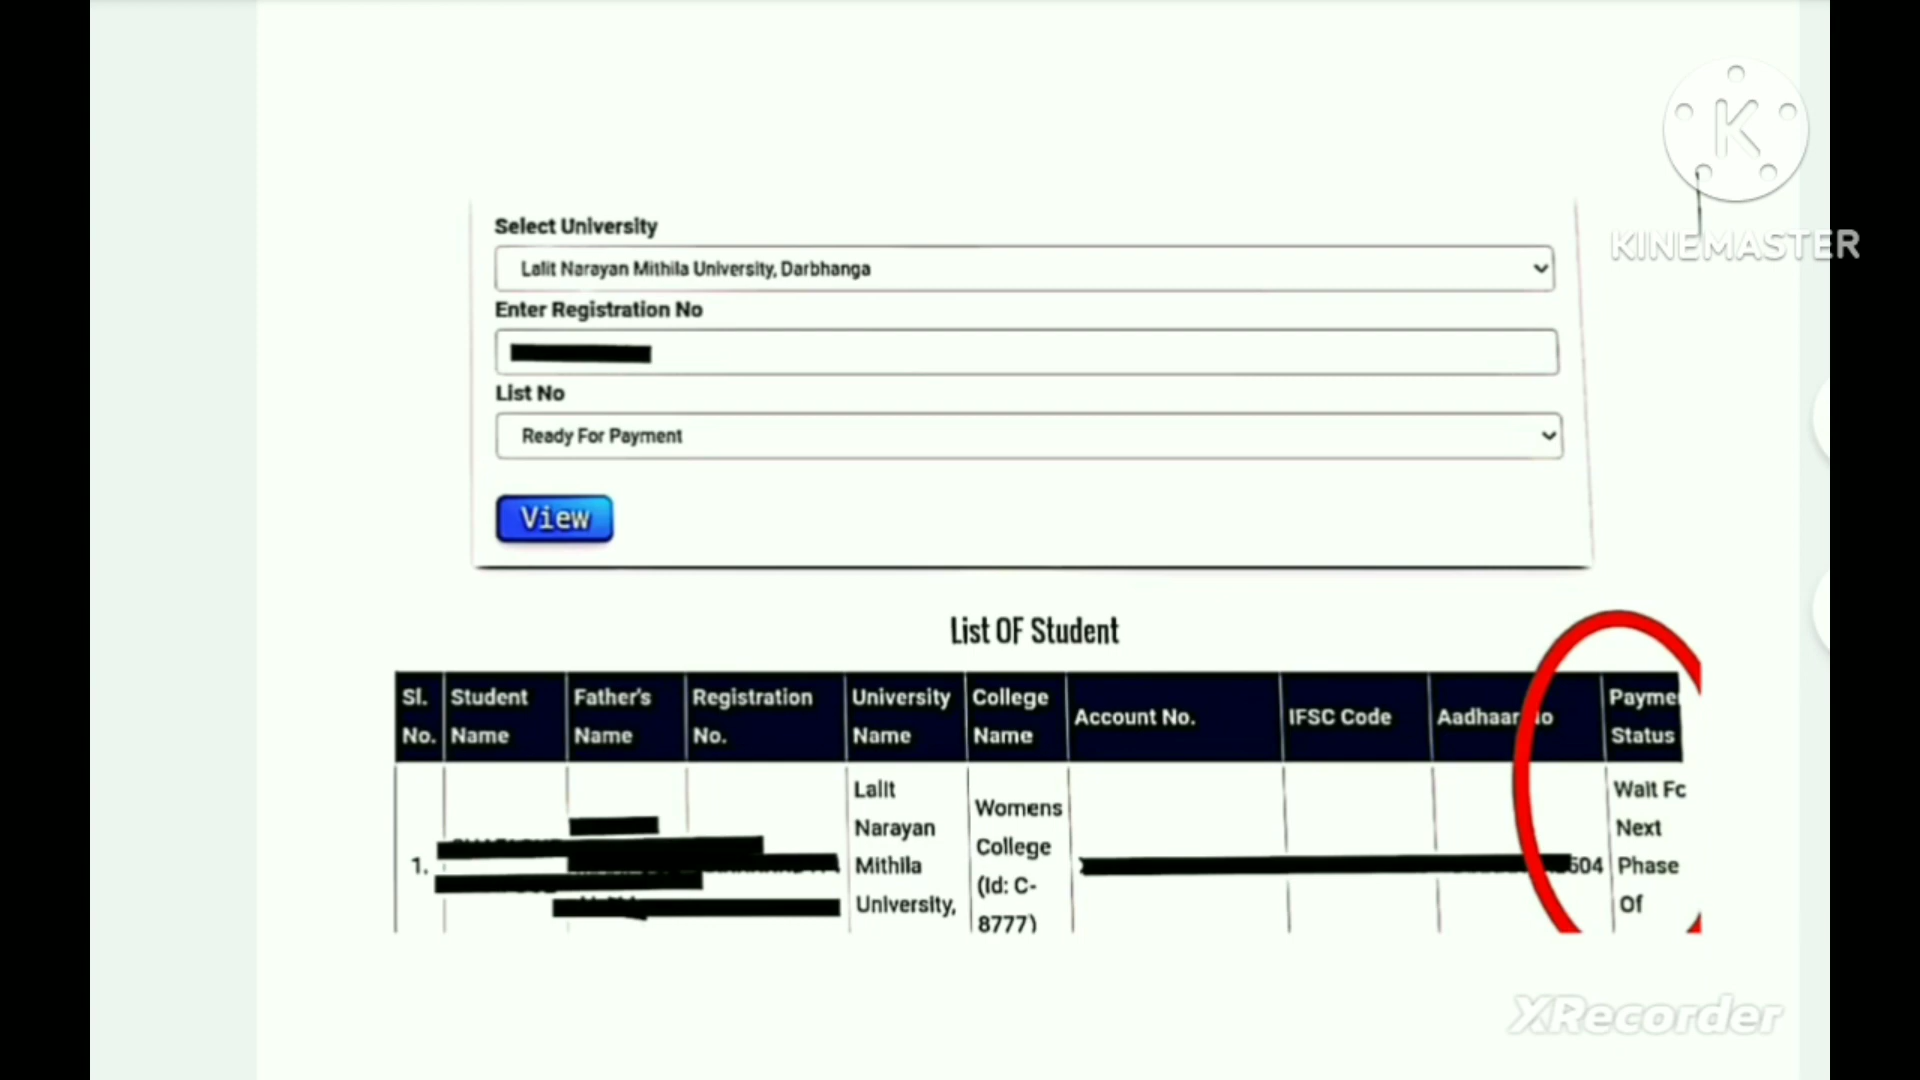 K
KINEMASTER
Select University
Lalit Narayan Mithila University, Darbhanga
Enter Registration No
List No
Ready For Payment
View
List OF Student
Sl. No.
Student Name
Father's Name
Registration No.
University Name
College Name
Account No.
IFSC Code
Aadhaar
Status
1.
Lalit
Narayan
Mithila
University,
Womens
College
(Id: C-
8777)
604
Wait
Next
Phase
Of
XRecorder